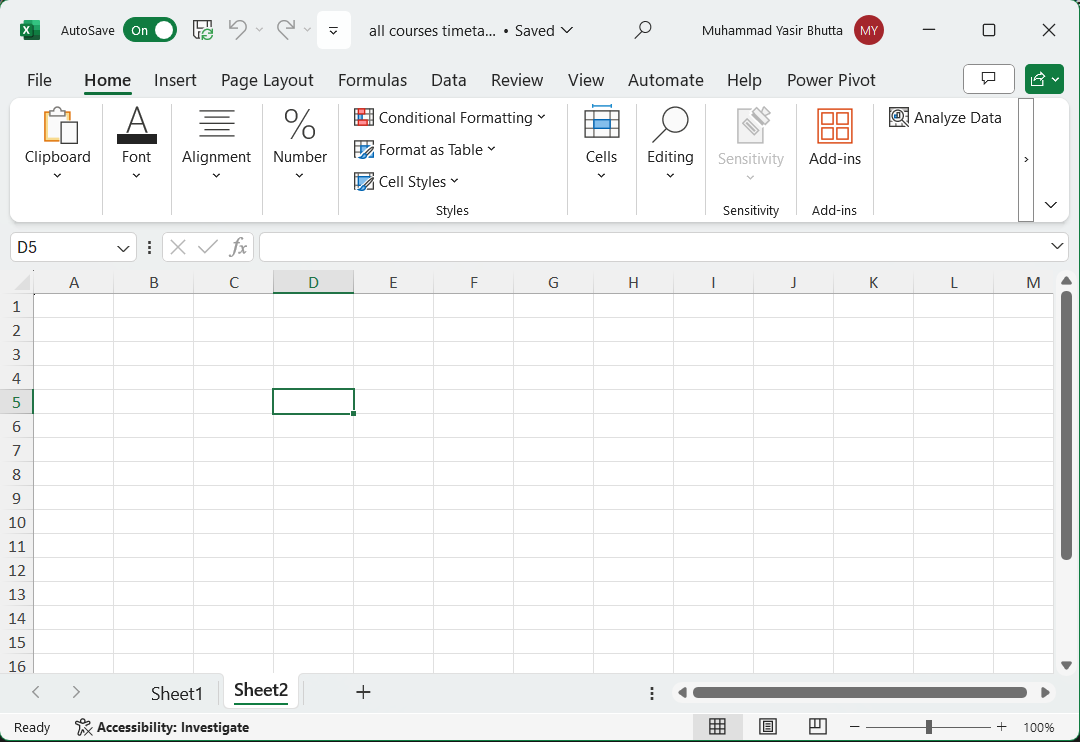 AutoSave On all courses timeta... • Saved Muhammad Yasir Bhutta MY
File Home Insert Page Layout Formulas Data Review View Automate Help Power Pivot
Clipboard Font Alignment Number
Conditional Formatting
Format as Table
Cell Styles
Styles
Cells Editing Sensitivity Add-ins
Sensitivity Add-ins
Analyze Data
D5 fx
A B C D E F G H I J K L M
1
2
3
4
5
6
7
8
9
10
11
12
13
14
15
16
Sheet1 Sheet2 +
Ready Accessibility: Investigate 100%